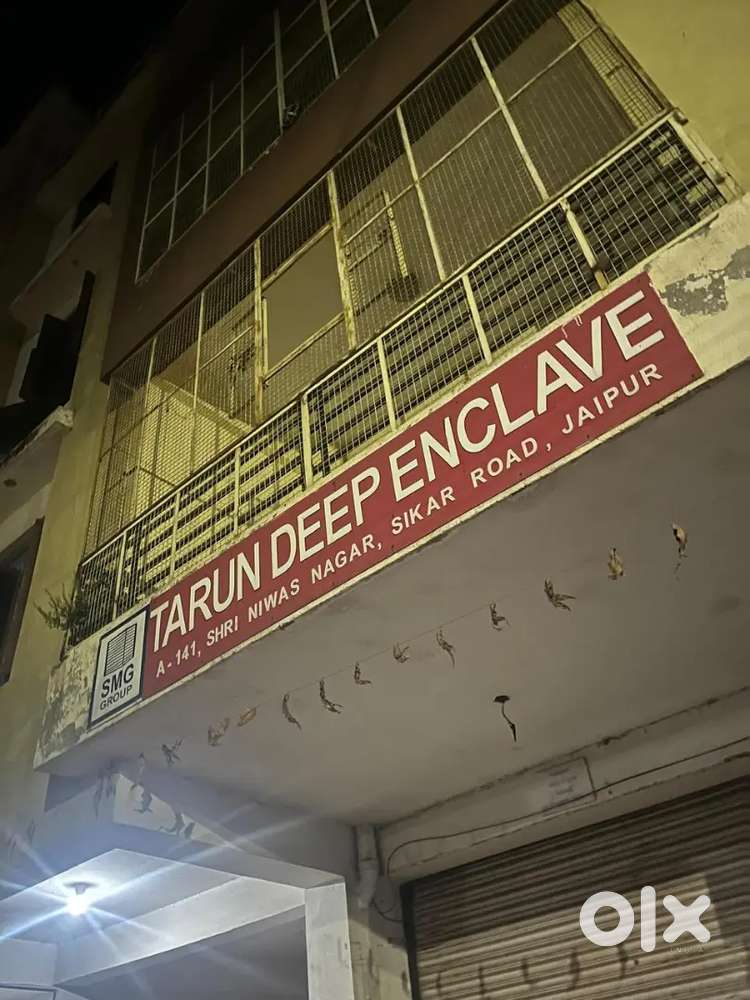 TARUN DEEP ENCLAVE
A-141, SHRI NIWAS NAGAR, SIKAR ROAD, JAIPUR
SMG
GROUP
olx